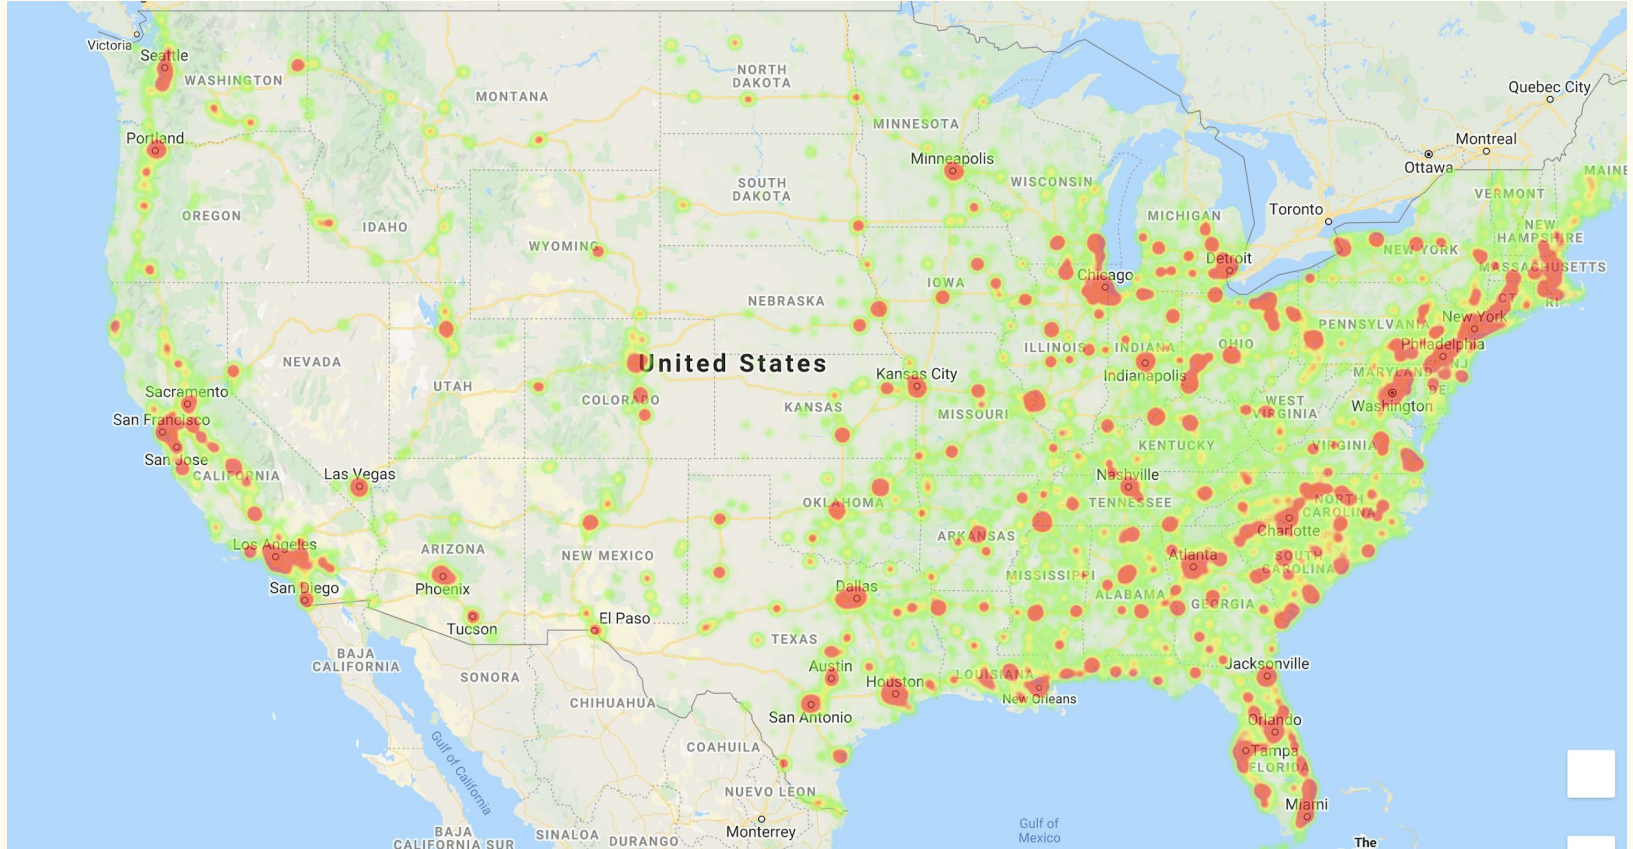 Quebec City
Victoria
Seattle
WASHINGTON
NORTH
DAKOTA
MONTANA
MINNESOTA
Montreal
Ottawa
Portland
Minneapolis
WISCONSIN
MAINE
SOUTH
DAKOTA
VERMONT
OREGON
IDAHO
MICHIGAN
Toronto
NEW
HAMPSHIRE
WYOMING
NEW YORK
Detroit
MASSACHUSETTS
Chicago
IOWA
NEBRASKA
CT
RI
New York
PENNSYLVANIA
NEVADA
United States
ILLINOIS
INDIANA
OHIO
Philadelphia
NJ
UTAH
Kansas City
Indianapolis
MARYLAND
DE
Sacramento
COLORADO
KANSAS
MISSOURI
WEST
VIRGINIA
Washington
San Francisco
KENTUCKY
VIRGINIA
San Jose
CALIFORNIA
Las Vegas
Nashville
OKLAHOMA
TENNESSEE
NORTH
CAROLINA
Los Angeles
ARIZONA
NEW MEXICO
ARKANSAS
Charlotte
Atlanta
SOUTH
CAROLINA
San Diego
Phoenix
Dallas
MISSISSIPPI
ALABAMA
GEORGIA
Tucson
El Paso
TEXAS
BAJA
CALIFORNIA
SONORA
Austin
Houston
LOUISIANA
Jacksonville
CHIHUAHUA
San Antonio
New Orleans
Orlando
Gulf of California
COAHUILA
Tampa
FLORIDA
NUEVO LEON
Miami
BAJA
CALIFORNIA SUR
SINALOA
DURANGO
Monterrey
Gulf of
Mexico
The